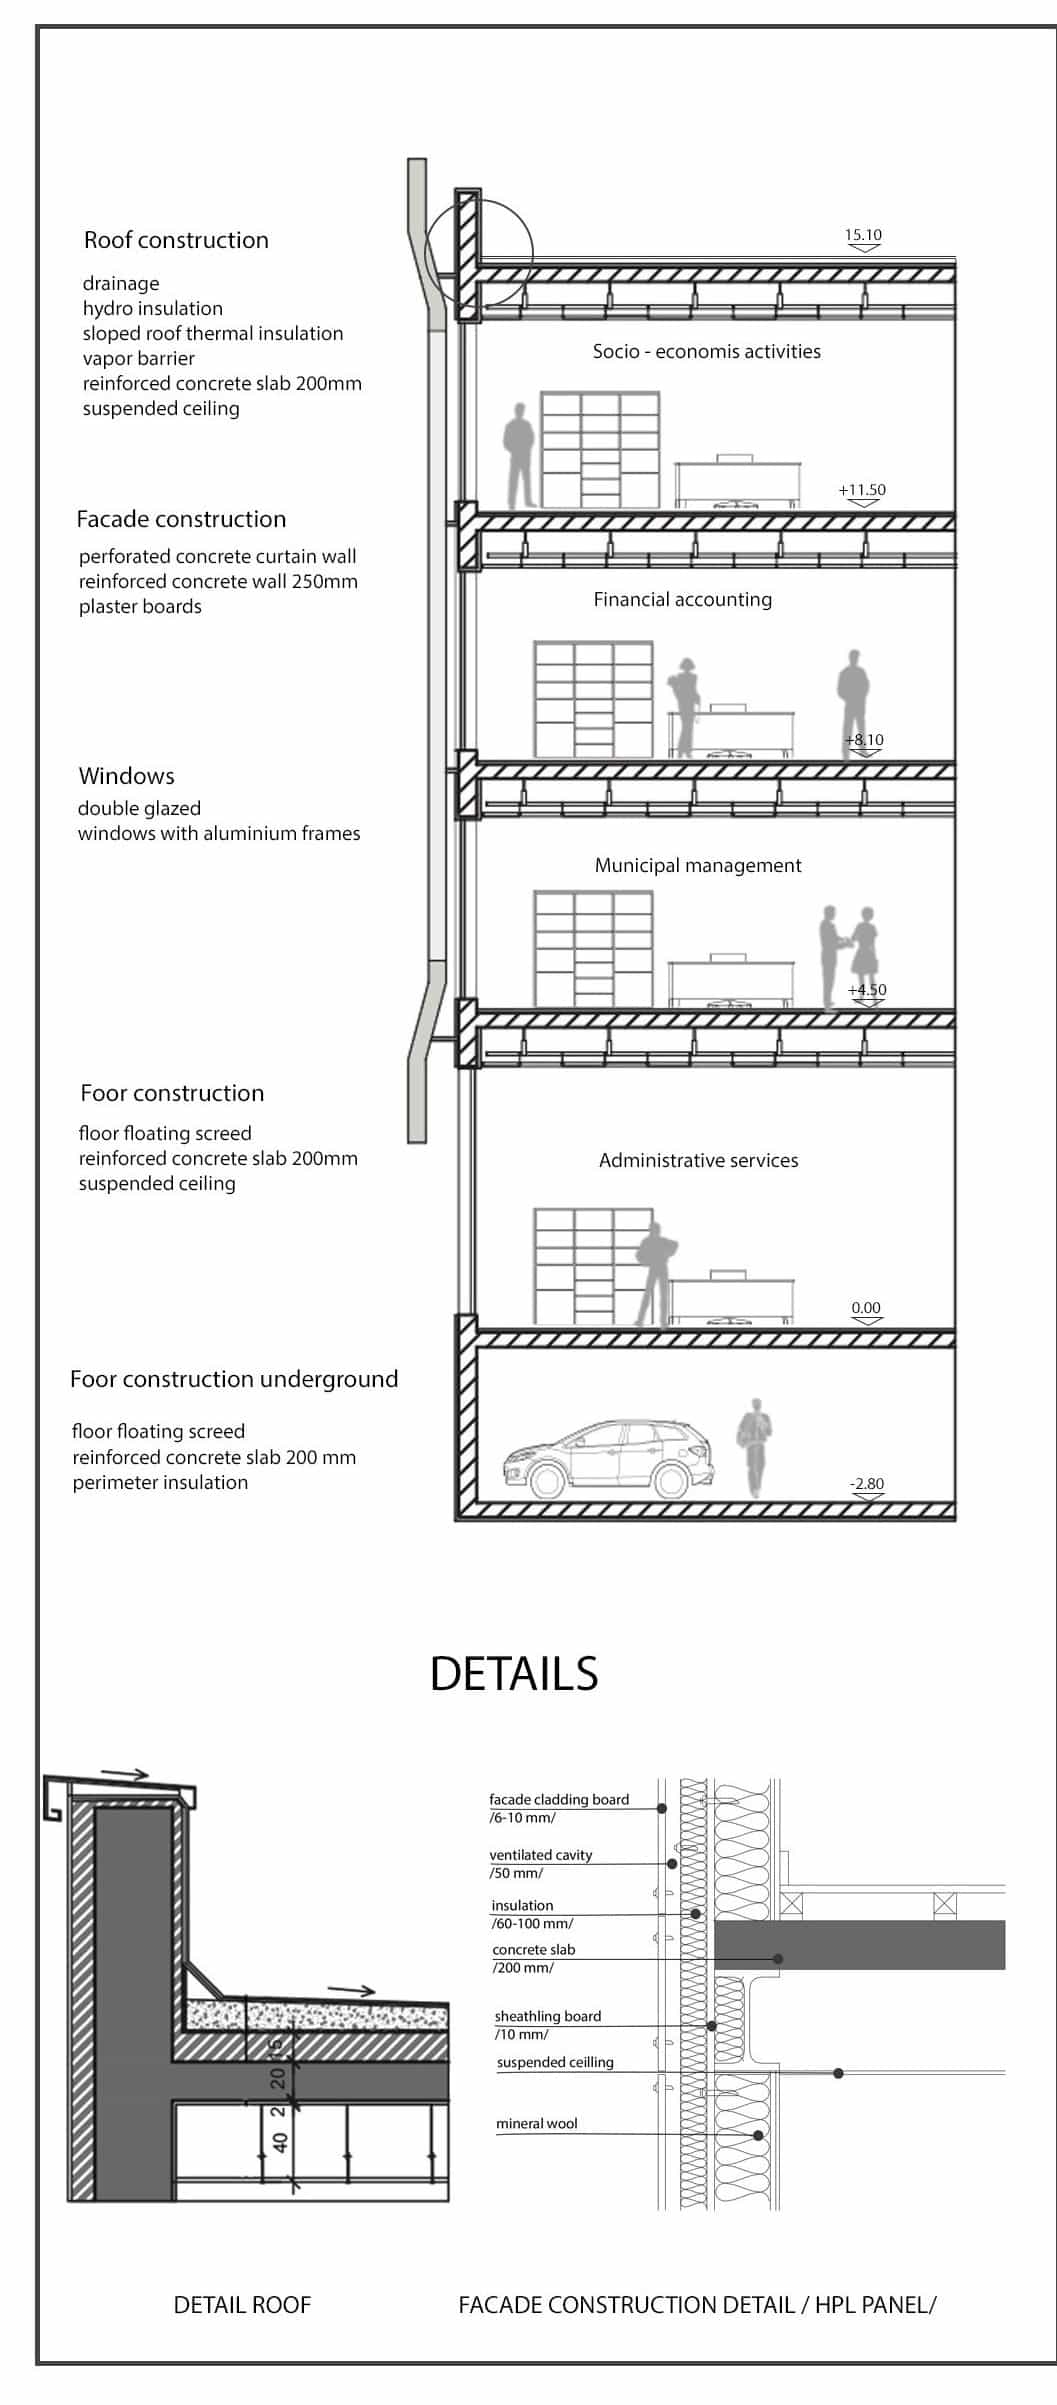 Roof construction
drainage
hydro insulation
sloped roof thermal insulation
vapor barrier
reinforced concrete slab 200mm
suspended ceiling
15.10
Socio - economis activities
+11.50
Facade construction
perforated concrete curtain wall
reinforced concrete wall 250mm
plaster boards
Financial accounting
+8.10
Windows
double glazed
windows with aluminium frames
Municipal management
+4.50
Foor construction
floor floating screed
reinforced concrete slab 200mm
suspended ceiling
Administrative services
0.00
Foor construction underground
floor floating screed
reinforced concrete slab 200 mm
perimeter insulation
-2.80
DETAILS
15
20
2
40
facade cladding board
/6-10 mm/
ventilated cavity
/50 mm/
insulation
/60-100 mm/
concrete slab
/200 mm/
sheathling board
/10 mm/
suspended ceilling
mineral wool
DETAIL ROOF
FACADE CONSTRUCTION DETAIL / HPL PANEL/